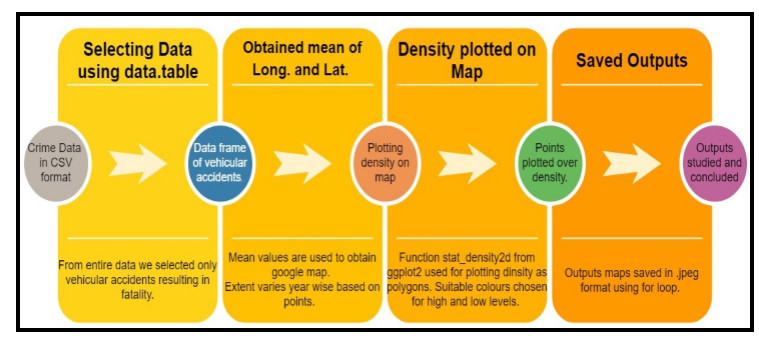 Selecting Data
using data.table
Obtained mean of
Long. and Lat.
Density plotted on
Map
Saved Outputs
Crime Data
in CSV
format
Data frame
of vehicular
accidents
Plotting
density on
map
Points
plotted over
density.
Outputs
studied and
concluded
From entire data we selected only
vehicular accidents resulting in
fatality.
Mean values are used to obtain
google map.
Extent varies year wise based on
points.
Function stat_density2d from
ggplot2 used for plotting dinsity as
polygons. Suitable colours chosen
for high and low levels.
Outputs maps saved in .jpeg
format using for loop.